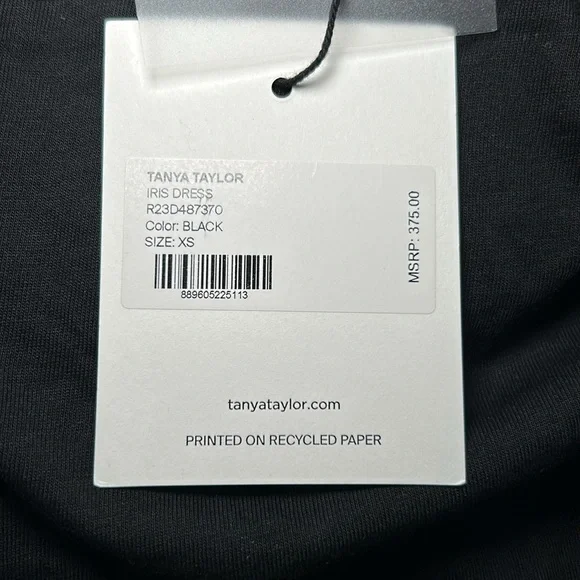 TANYA TAYLOR
IRIS DRESS
R23D487370
Color: BLACK
SIZE: XS
889605225113
MSRP: 375.00
tanyataylor.com
PRINTED ON RECYCLED PAPER